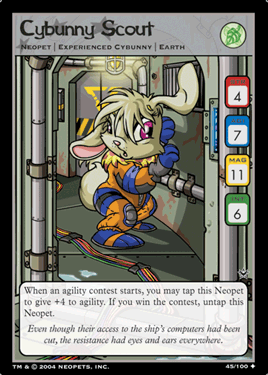 Cybunny Scout
NEOPET | EXPERIENCED CYBUNNY | EARTH
4
7
MAG
11
6
When an agility contest starts, you may tap this Neopet
to give +4 to agility. If you win the contest, untap this
Neopet.
Even though their access to the ship's computers had been
cut, the resistance had eyes and ears everywhere.
TM & © 2004 NEOPETS, INC.
45/100